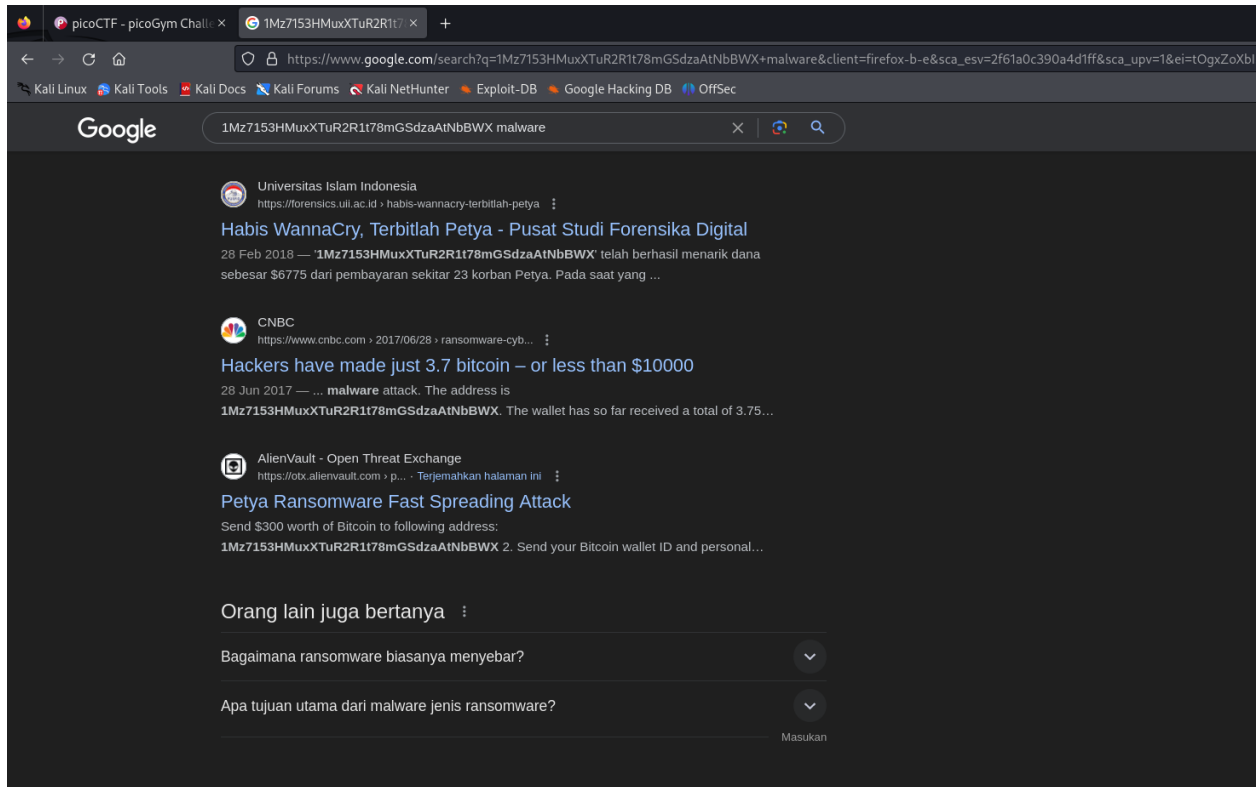 picoCTF - picoGym Challe
1Mz7153HMuxXTuR2R1t7
https://www.google.com/search?q=1Mz7153HMuxXTuR2R1t78mGSdzaAtNbBWX+malware&client=firefox-b-e&sca_esv=2f61a0c390a4d1ff&sca_upv=1&ei=tOgxZoXbI
Kali Linux Kali Tools Kali Docs Kali Forums Kali NetHunter Exploit-DB Google Hacking DB OffSec
Google 1Mz7153HMuxXTuR2R1t78mGSdzaAtNbBWX malware
Universitas Islam Indonesia
https://forensics.uii.ac.id › habis-wannacry-terbitlah-petya
Habis WannaCry, Terbitlah Petya - Pusat Studi Forensika Digital
28 Feb 2018 — '1Mz7153HMuxXTuR2R1t78mGSdzaAtNbBWX' telah berhasil menarik dana
sebesar $6775 dari pembayaran sekitar 23 korban Petya. Pada saat yang ...
CNBC
https://www.cnbc.com › 2017/06/28 › ransomware-cyb...
Hackers have made just 3.7 bitcoin – or less than $10000
28 Jun 2017 — ... malware attack. The address is
1Mz7153HMuxXTuR2R1t78mGSdzaAtNbBWX. The wallet has so far received a total of 3.75…
AlienVault - Open Threat Exchange
https://otx.alienvault.com › p... · Terjemahkan halaman ini
Petya Ransomware Fast Spreading Attack
Send $300 worth of Bitcoin to following address:
1Mz7153HMuxXTuR2R1t78mGSdzaAtNbBWX 2. Send your Bitcoin wallet ID and personal…
Orang lain juga bertanya
Bagaimana ransomware biasanya menyebar?
Apa tujuan utama dari malware jenis ransomware?
Masukan